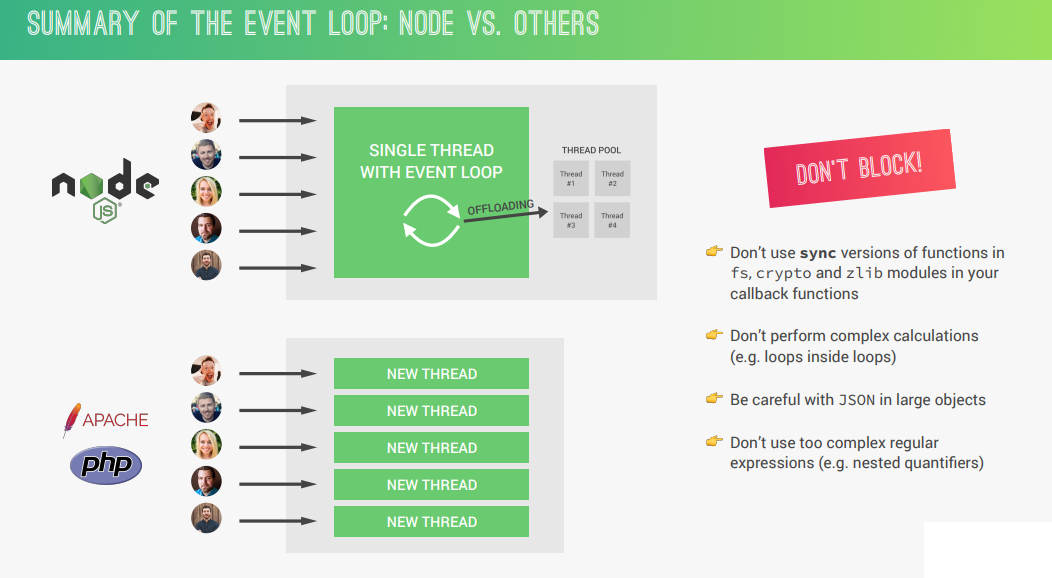 SUMMARY OF THE EVENT LOOP: NODE VS. OTHERS
node
JS
SINGLE THREAD
WITH EVENT LOOP
OFFLOADING
THREAD POOL
Thread
#1
Thread
#2
Thread
#3
Thread
#4
APACHE
php
NEW THREAD
NEW THREAD
NEW THREAD
NEW THREAD
NEW THREAD
DON'T BLOCK!
Don't use sync versions of functions in
fs, crypto and zlib modules in your
callback functions
Don't perform complex calculations
(e.g. loops inside loops)
Be careful with JSON in large objects
Don't use too complex regular
expressions (e.g. nested quantifiers)